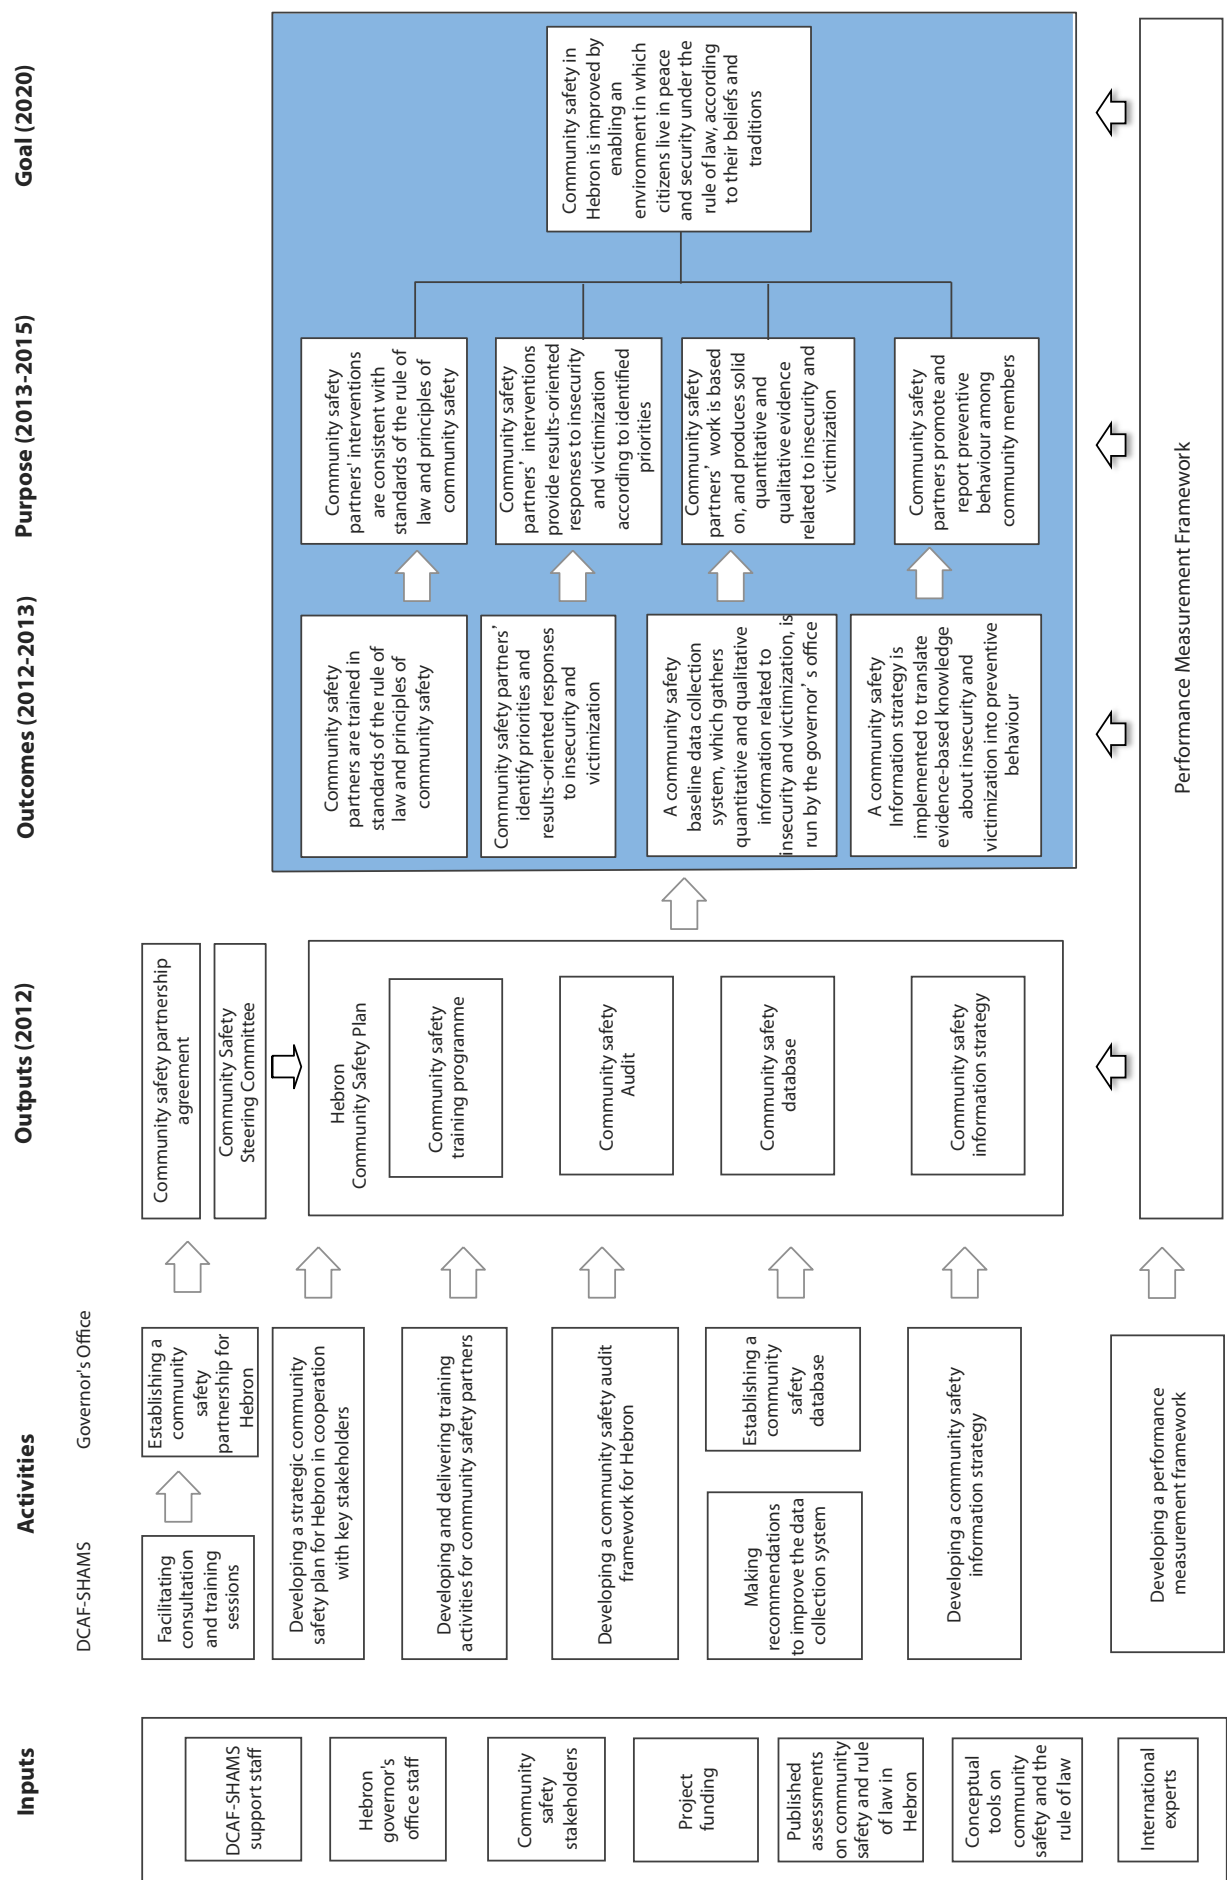 Inputs
DCAF-SHAMS
support staff
Hebron
governor's
office staff
Community
safety
stakeholders
Project
funding
Published
assessments
on community
safety and rule
of law in
Hebron
Conceptual
tools on
community
safety and the
rule of law
International
experts
Activities
DCAF-SHAMS
Governor's Office
Facilitating
consultation
and training
sessions
Establishing a
community
safety
partnership for
Hebron
Developing a strategic community
safety plan for Hebron in cooperation
with key stakeholders
Developing and delivering training
activities for community safety partners
Developing a community safety audit
framework for Hebron
Making
recommendations
to improve the data
collection system
Establishing a
community
safety
database
Developing a community safety
information strategy
Developing a performance
measurement framework
Outputs (2012)
Community safety partnership
agreement
Community Safety
Steering Committee
Hebron
Community Safety Plan
Community safety
training programme
Community safety
Audit
Community safety
database
Community safety
information strategy
Outcomes (2012-2013)
Community safety
partners are trained in
standards of the rule of
law and principles of
community safety
Community safety partners'
identify priorities and
results-oriented responses
to insecurity and
victimization
A community safety
baseline data collection
system, which gathers
quantitative and qualitative
information related to
insecurity and victimization, is
run by the governor's office
A community safety
Information strategy is
implemented to translate
evidence-based knowledge
about insecurity and
victimization into preventive
behaviour
Purpose (2013-2015)
Community safety
partners' interventions
are consistent with
standards of the rule of
law and principles of
community safety
Community safety
partners' interventions
provide results-oriented
responses to insecurity
and victimization
according to identified
priorities
Community safety
partners' work is based
on, and produces solid
quantitative and
qualitative evidence
related to insecurity and
victimization
Community safety
partners promote and
report preventive
behaviour among
community members
Goal (2020)
Community safety in
Hebron is improved by
enabling an
environment in which
citizens live in peace
and security under the
rule of law, according
to their beliefs and
traditions
Performance Measurement Framework